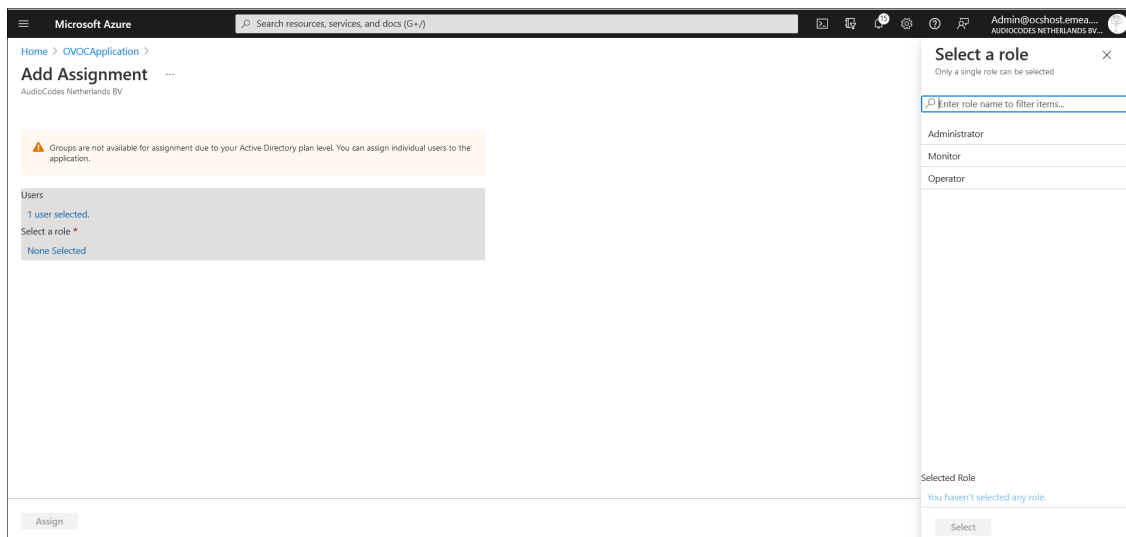 Microsoft Azure
Search resources, services, and docs (G+/)
15
Admin@ocshost.emea....
AUDIOCODES NETHERLANDS BV...
Home > OVOCApplication >
Add Assignment ...
AudioCodes Netherlands BV
Groups are not available for assignment due to your Active Directory plan level. You can assign individual users to the
application.
Users
1 user selected.
Select a role *
None Selected
Assign
Select a role
Only a single role can be selected
Enter role name to filter items...
Administrator
Monitor
Operator
Selected Role
You haven't selected any role.
Select